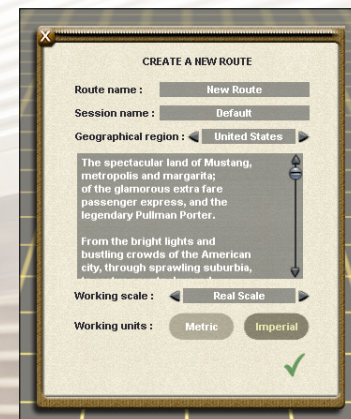 X
CREATE A NEW ROUTE
Route name : New Route
Session name : Default
Geographical region : United States
The spectacular land of Mustang,
metropolis and margarita;
of the glamorous extra fare
passenger express, and the
legendary Pullman Porter.
From the bright lights and
bustling crowds of the American
city, through sprawling suburbia,
Working scale : Real Scale
Working units : Metric Imperial